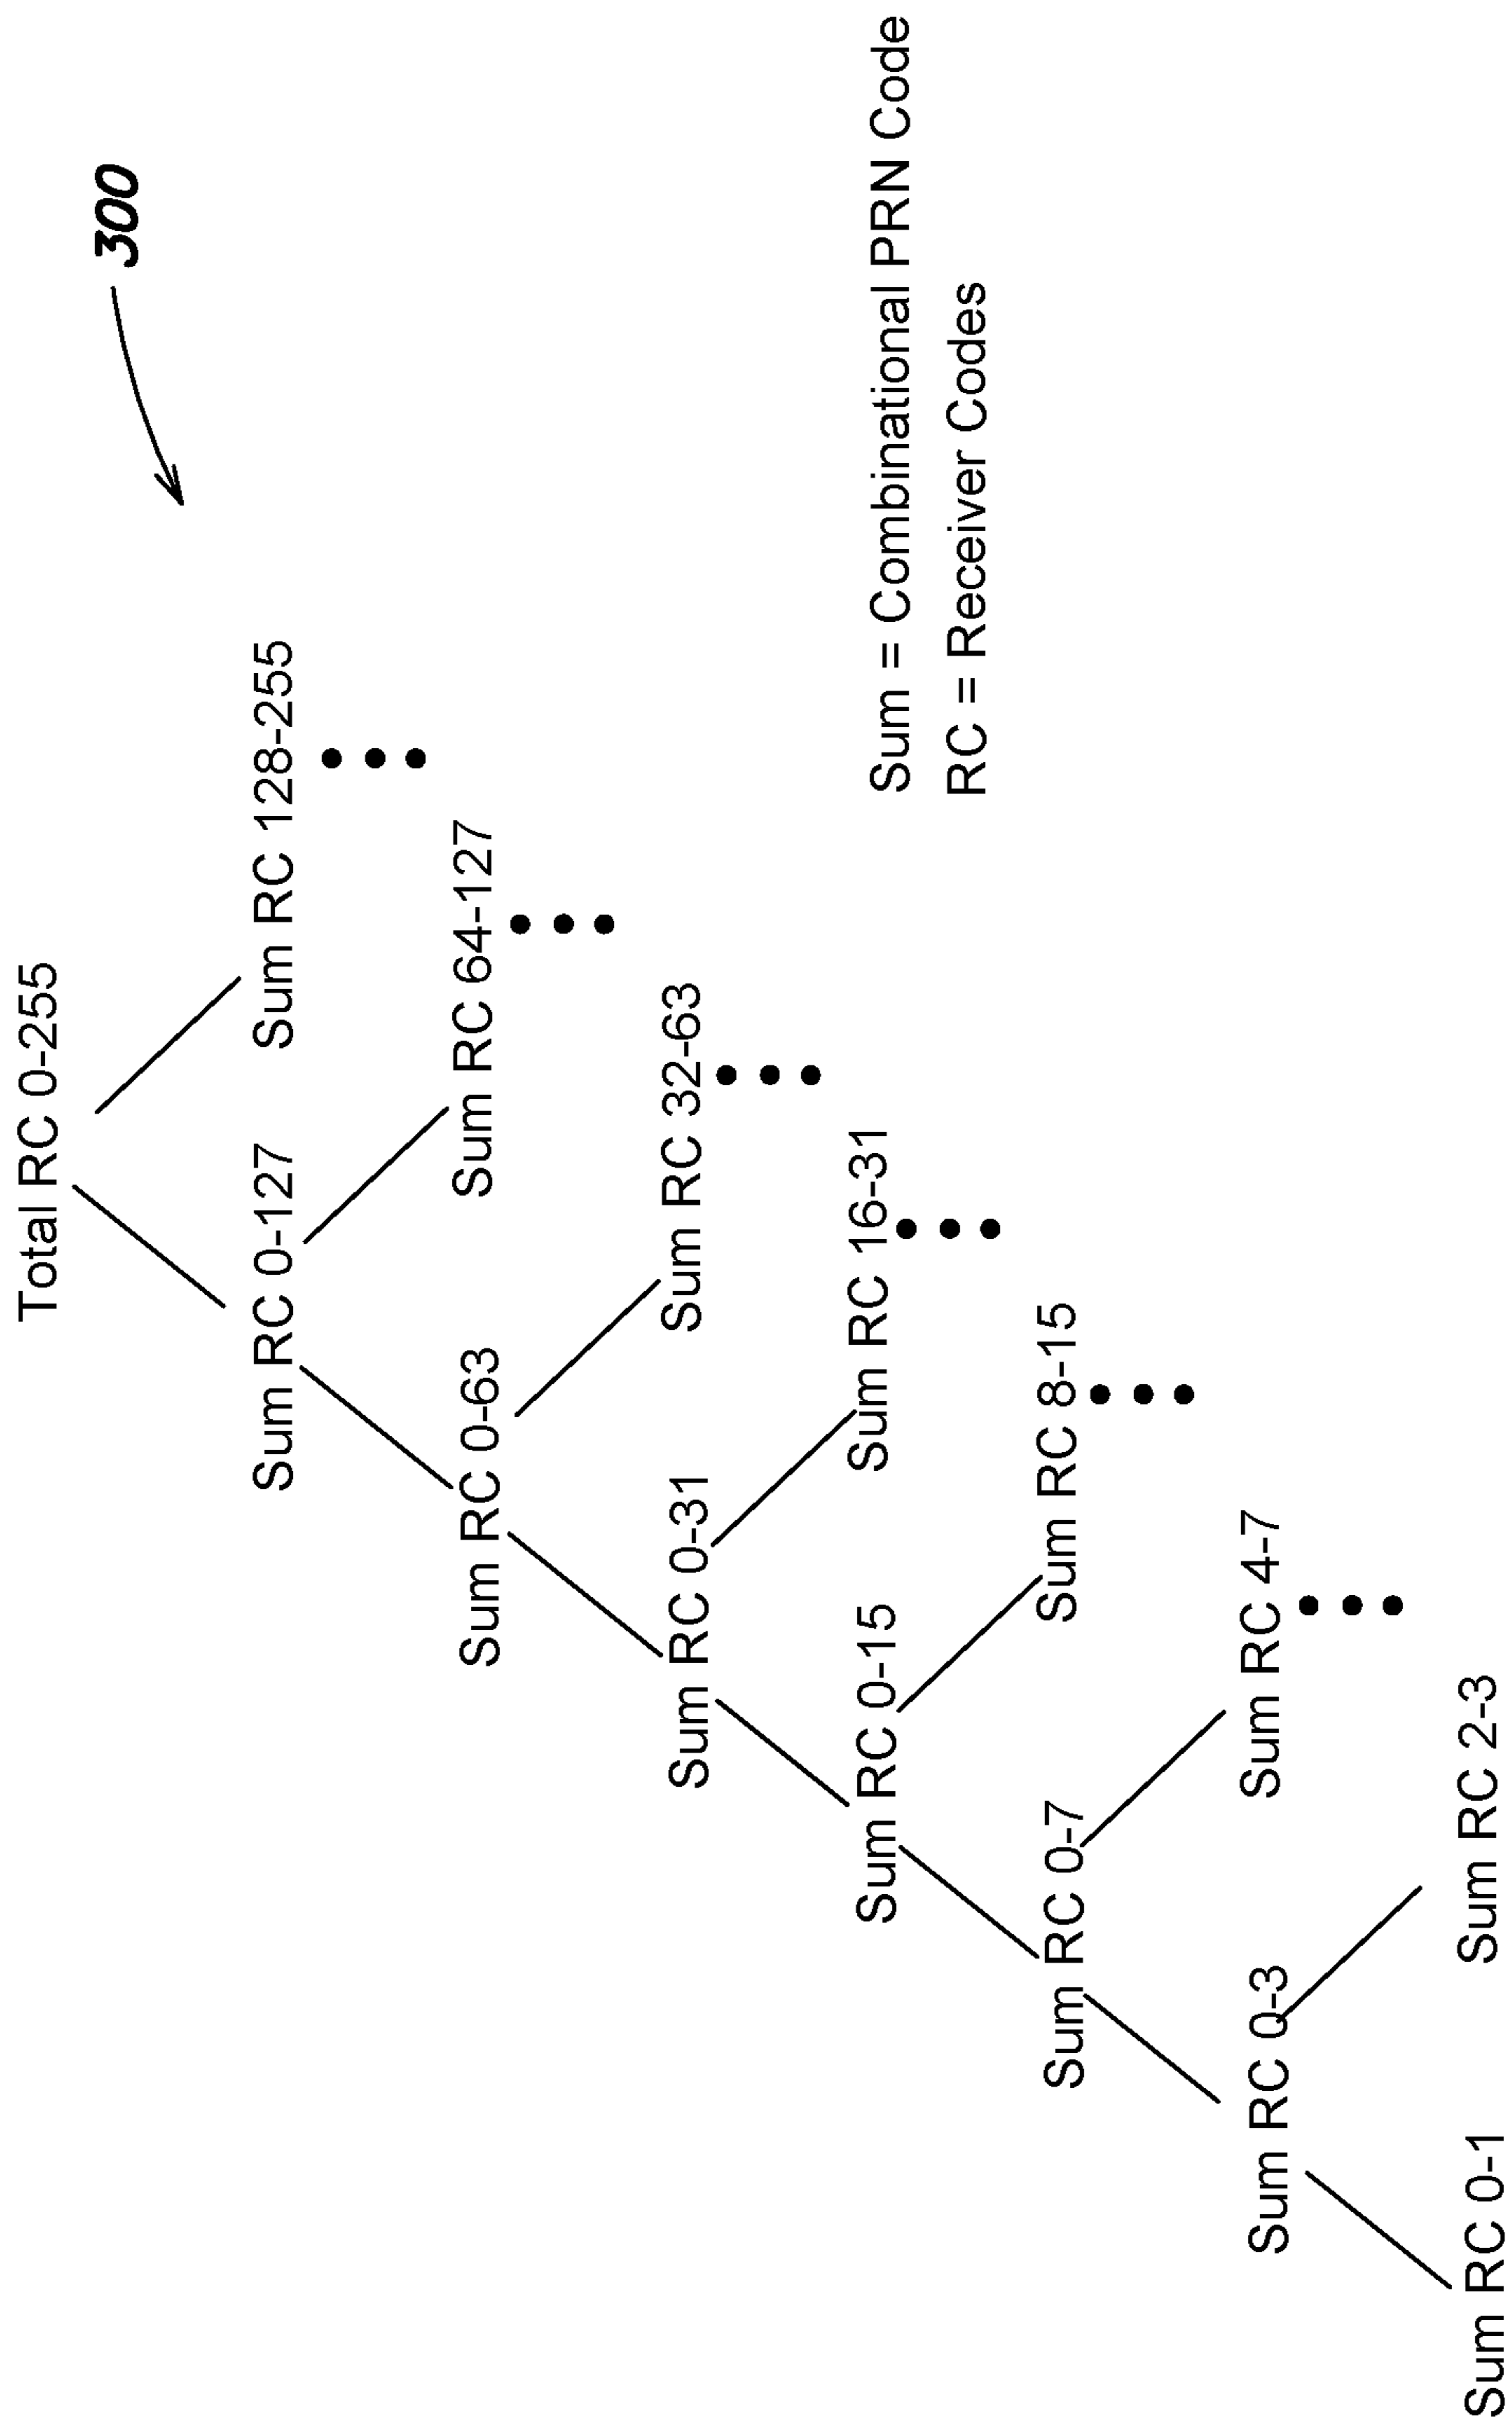 300
Total RC 0-255
Sum RC 0-127
Sum RC 128-255
Sum RC 0-63
Sum RC 64-127
Sum RC 0-31
Sum RC 32-63
Sum RC 0-15
Sum RC 16-31
Sum RC 0-7
Sum RC 8-15
Sum RC 0-3
Sum RC 4-7
Sum RC 0-1
Sum RC 2-3
Sum = Combinational PRN Code
RC = Receiver Codes